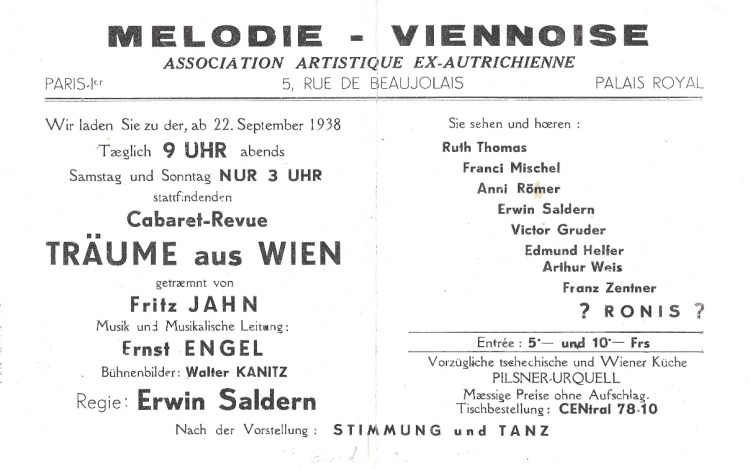 MELODIE - VIENNOISE
ASSOCIATION ARTISTIQUE EX-AUTRICHIENNE
PARIS-1er 5, RUE DE BEAUJOLAIS PALAIS ROYAL
Wir laden Sie zu der, ab 22. September 1938
Tæglich 9 UHR abends
Samstag und Sonntag NUR 3 UHR
stattfindenden
Cabaret-Revue
TRÄUME aus WIEN
getræmnt von
Fritz JAHN
Musik und Musikalische Leitung:
Ernst ENGEL
Bühnenbilder: Walter KANITZ
Regie: Erwin Saldern
Sie sehen und hœren :
Ruth Thomas
Franci Mischel
Anni Römer
Erwin Saldern
Victor Gruder
Edmund Helfer
Arthur Weis
Franz Zentner
? RONIS ?
Entrée : 5·— und 10·— Frs
Vorzügliche tsehechische und Wiener Küche
PILSNER-URQUELL
Mæssige Preise ohne Aufschlag.
Tischbestellung : CENtral 78-10
Nach der Vorstellung : STIMMUNG und TANZ